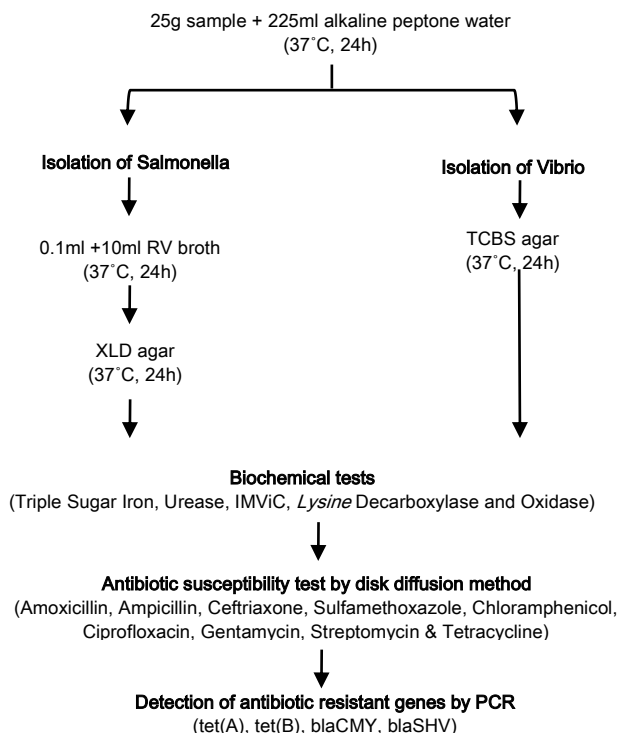 25g sample + 225ml alkaline peptone water
(37˚C, 24h)
Isolation of Salmonella
0.1ml +10ml RV broth
(37˚C, 24h)
XLD agar
(37˚C, 24h)
Isolation of Vibrio
TCBS agar
(37˚C, 24h)
Biochemical tests
(Triple Sugar Iron, Urease, IMViC, Lysine Decarboxylase and Oxidase)
Antibiotic susceptibility test by disk diffusion method
(Amoxicillin, Ampicillin, Ceftriaxone, Sulfamethoxazole, Chloramphenicol,
Ciprofloxacin, Gentamycin, Streptomycin & Tetracycline)
Detection of antibiotic resistant genes by PCR
(tet(A), tet(B), blaCMY, blaSHV)